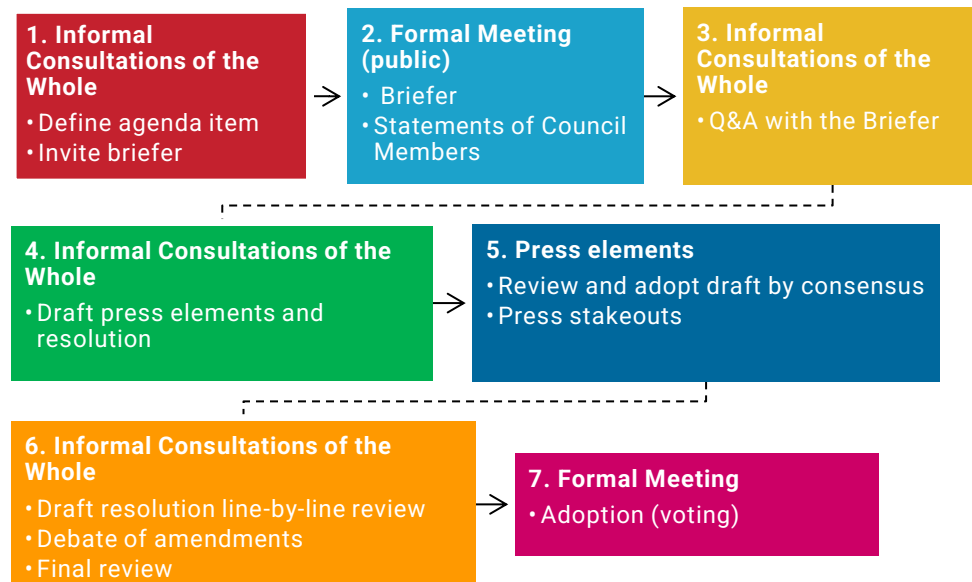 1. Informal
Consultations of the
Whole
• Define agenda item
• Invite briefer
2. Formal Meeting
(public)
• Briefer
• Statements of Council
Members
3. Informal
Consultations of the
Whole
• Q&A with the Briefer
4. Informal Consultations of the
Whole
• Draft press elements and
resolution
5. Press elements
• Review and adopt draft by consensus
• Press stakeouts
6. Informal Consultations of the
Whole
• Draft resolution line-by-line review
• Debate of amendments
• Final review
7. Formal Meeting
• Adoption (voting)